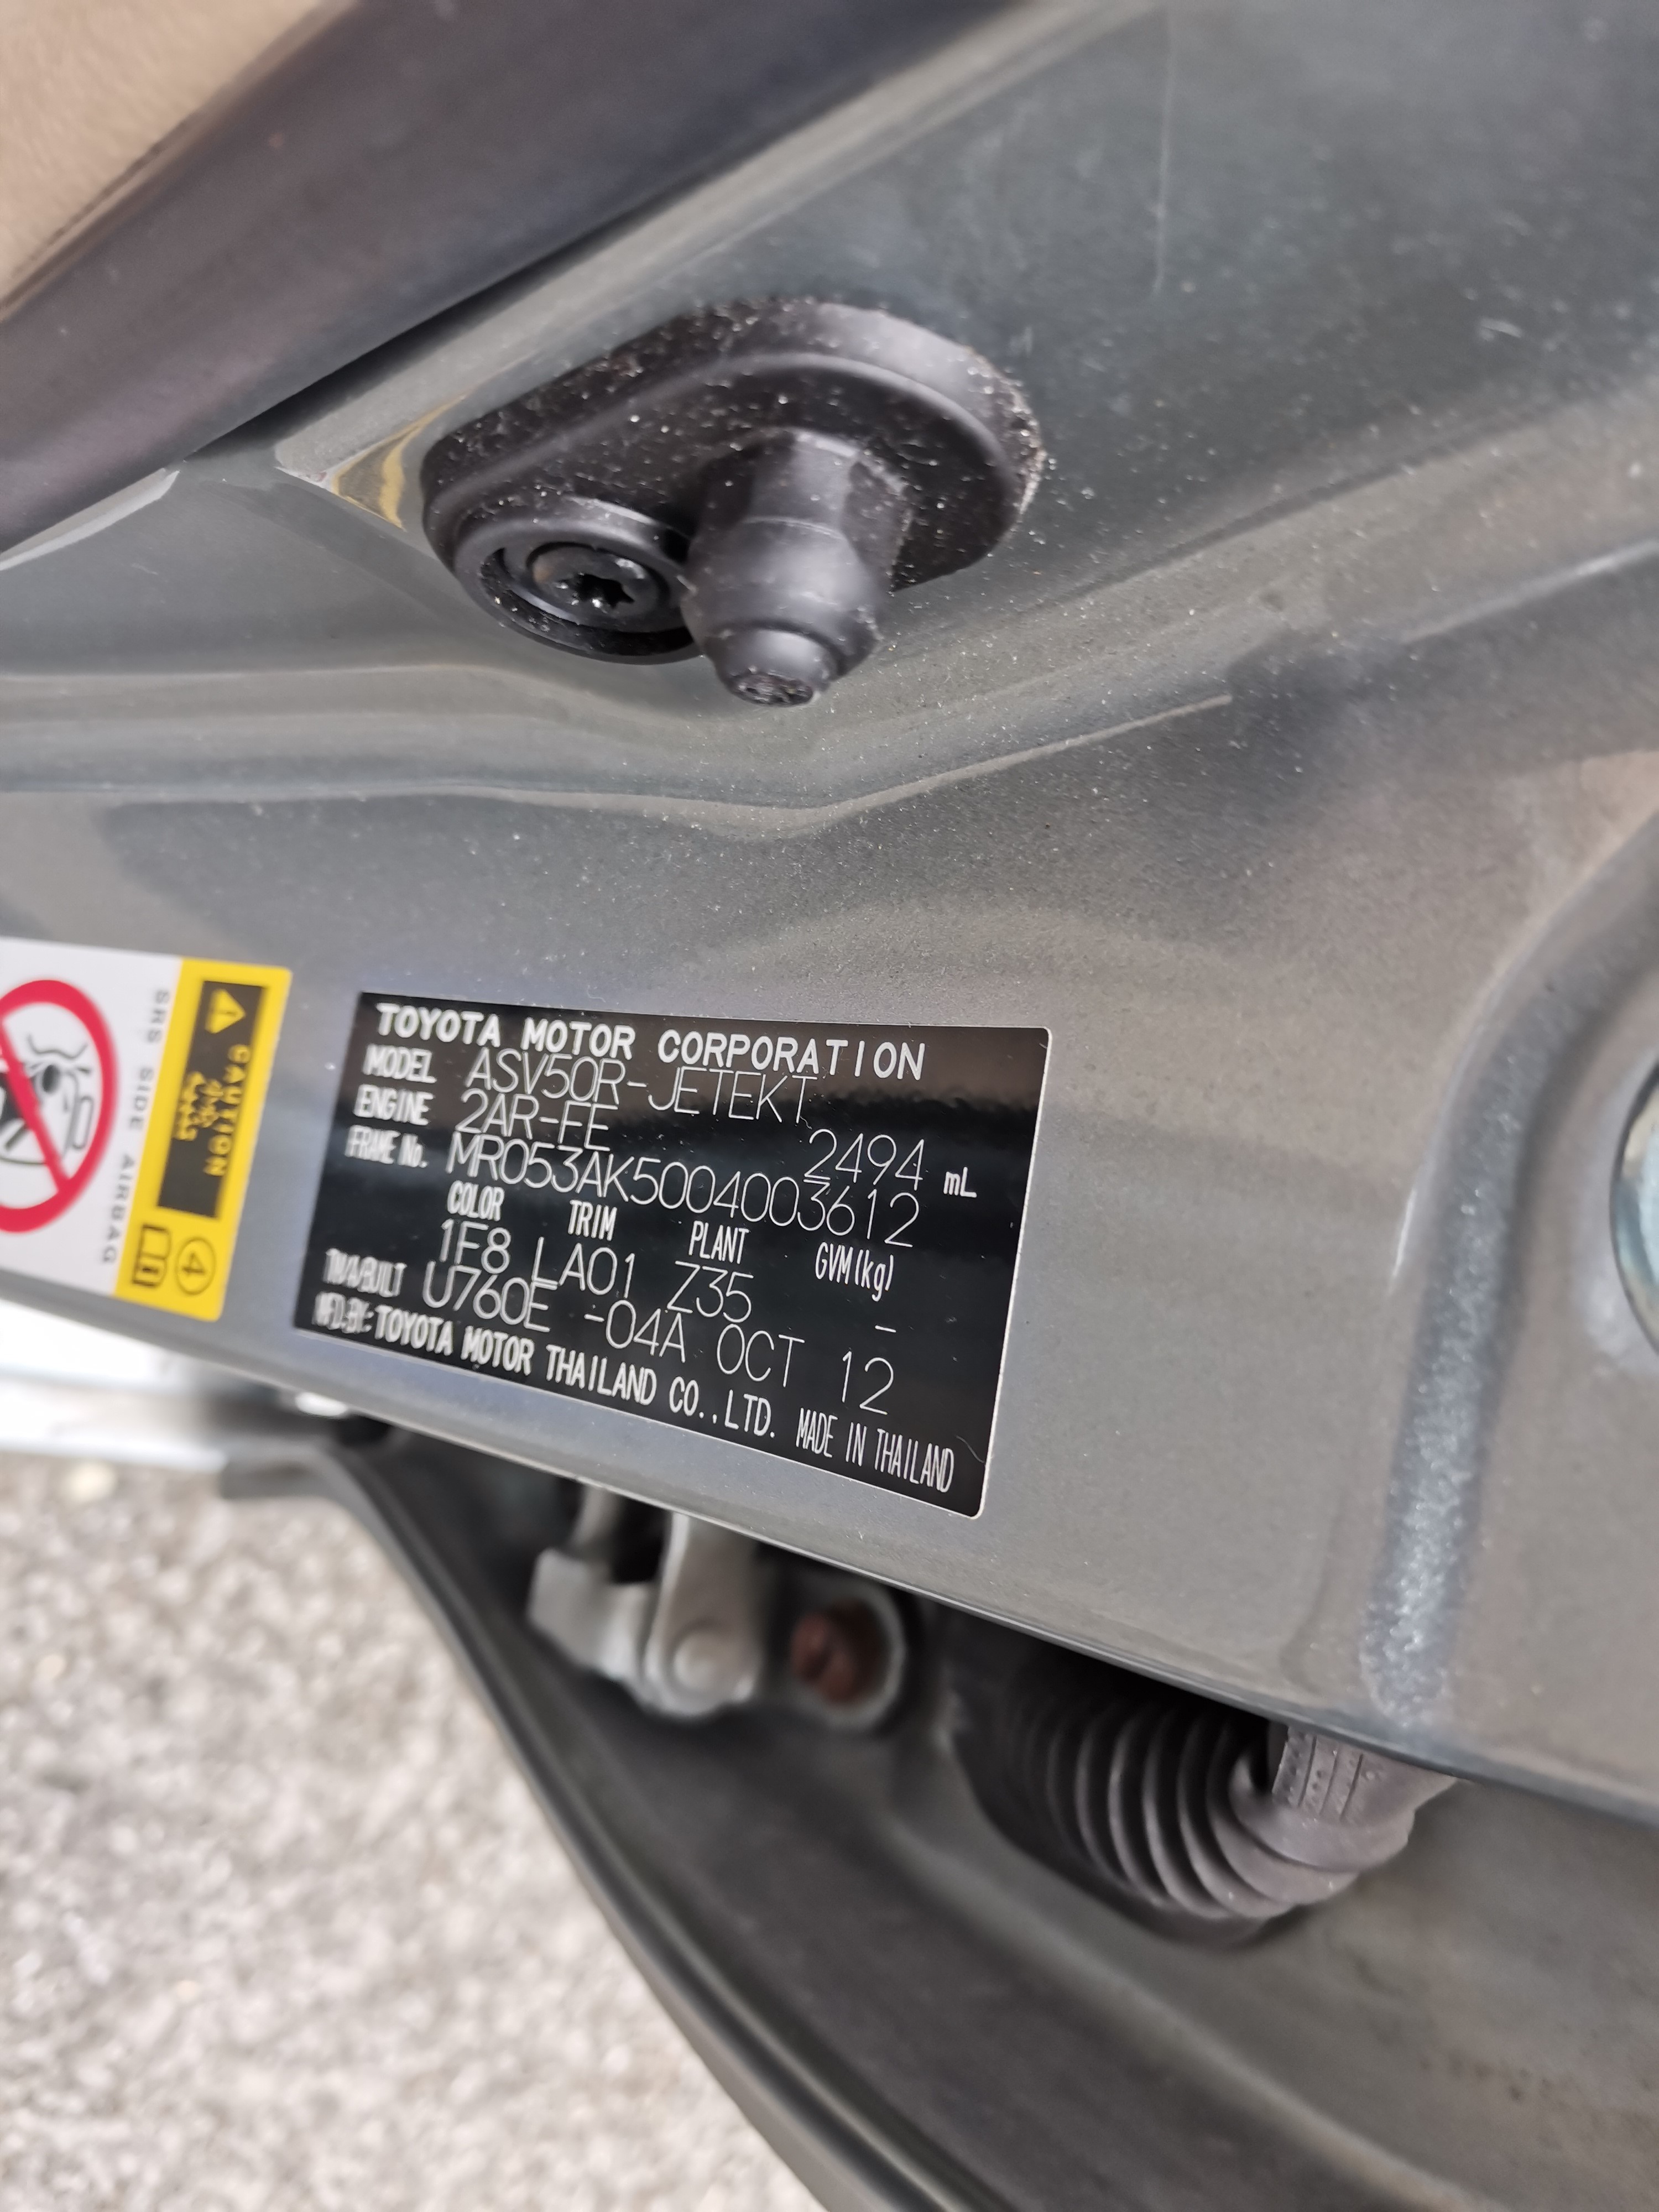 TOYOTA MOTOR CORPORATION
MODEL ASV50R-JETEKT
ENGINE 2AR-FE 2494 mL
FRAME No. MR053AK5004003612
COLOR TRIM PLANT GVM(kg)
1F8 LA01 Z35 -
T/M/A/BUILT U760E -04A OCT 12
MFD.BY: TOYOTA MOTOR THAILAND CO.,LTD. MADE IN THAILAND
CAUTION
SRS SIDE AIRBAG
4